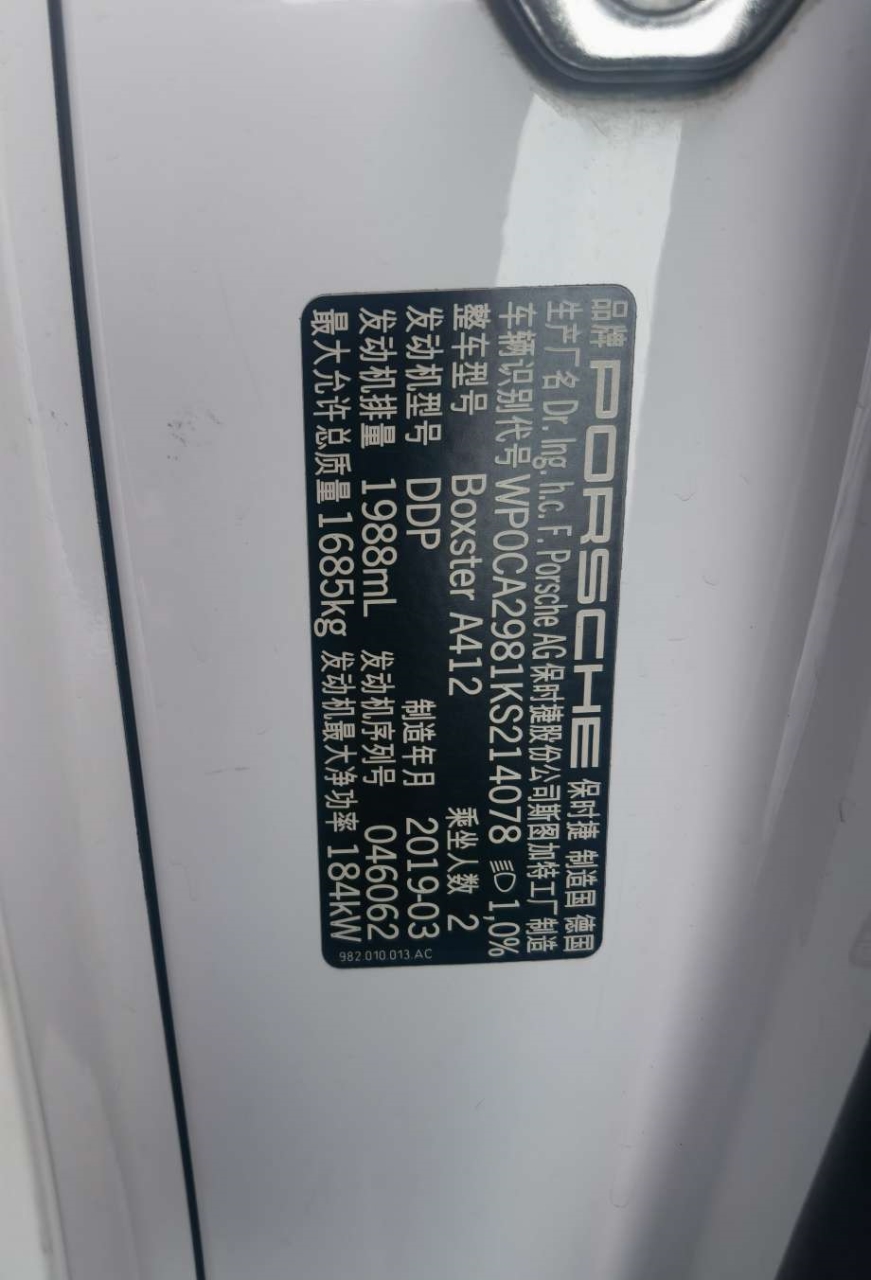 品牌 PORSCHE 保时捷 制造国 德国
生产厂名 Dr. Ing. h.c. F. Porsche AG 保时捷股份公司斯图加特工厂 制造
车辆识别代号 WP0CA2981KS214078 1,0%
整车型号 Boxster A412 乘坐人数 2
发动机型号 DDP 制造年月 2019-03
发动机排量 1988mL 发动机序列号 046062
最大允许总质量 1685kg 发动机最大净功率 184kW
982.010.013.AC